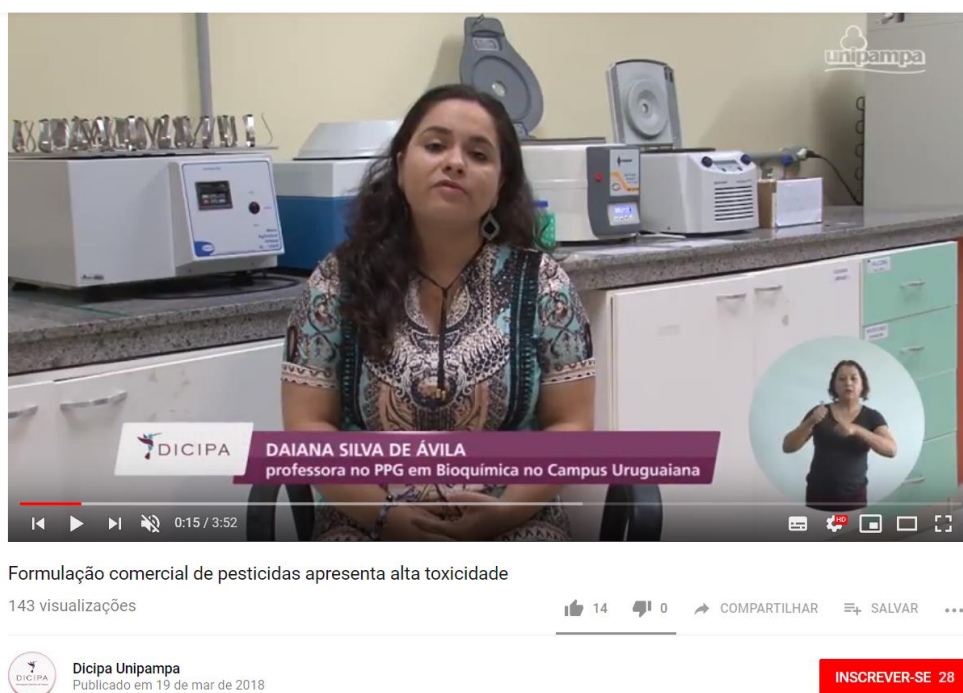 unipampa
DICIPA
DAIANA SILVA DE ÁVILA
professora no PPG em Bioquímica no Campus Uruguaiana
0:15 / 3:52
HD
Formulação comercial de pesticidas apresenta alta toxicidade
143 visualizações
14
0
COMPARTILHAR
SALVAR
DICIPA
Dicipa Unipampa
Publicado em 19 de mar de 2018
INSCREVER-SE 28